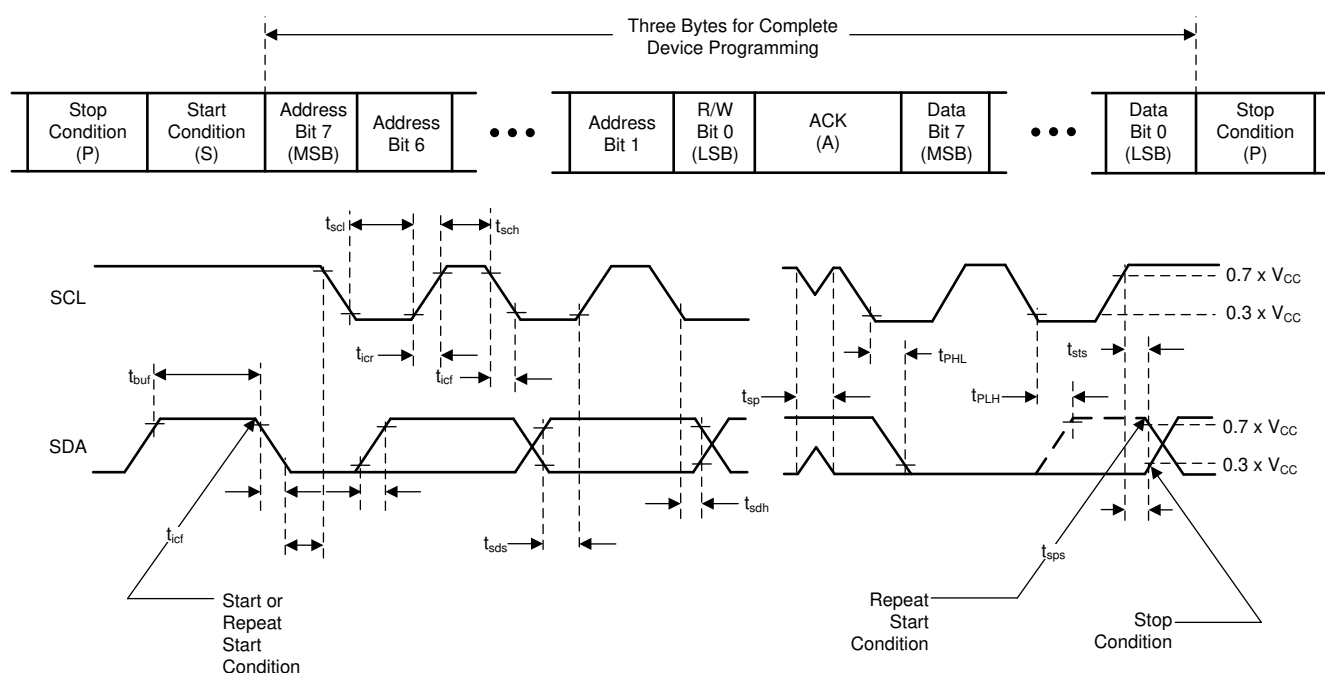 Three Bytes for Complete
Device Programming
Stop
Condition
(P)
Start
Condition
(S)
Address
Bit 7
(MSB)
Address
Bit 6
Address
Bit 1
R/W
Bit 0
(LSB)
ACK
(A)
Data
Bit 7
(MSB)
Data
Bit 0
(LSB)
Stop
Condition
(P)
tscl
tsch
SCL
0.7 x VCC
0.3 x VCC
ticr
ticf
tPHL
tsts
tbuf
tsp
tPLH
SDA
0.7 x VCC
0.3 x VCC
ticf
tsds
tsdh
tsps
Start or
Repeat
Start
Condition
Repeat
Start
Condition
Stop
Condition